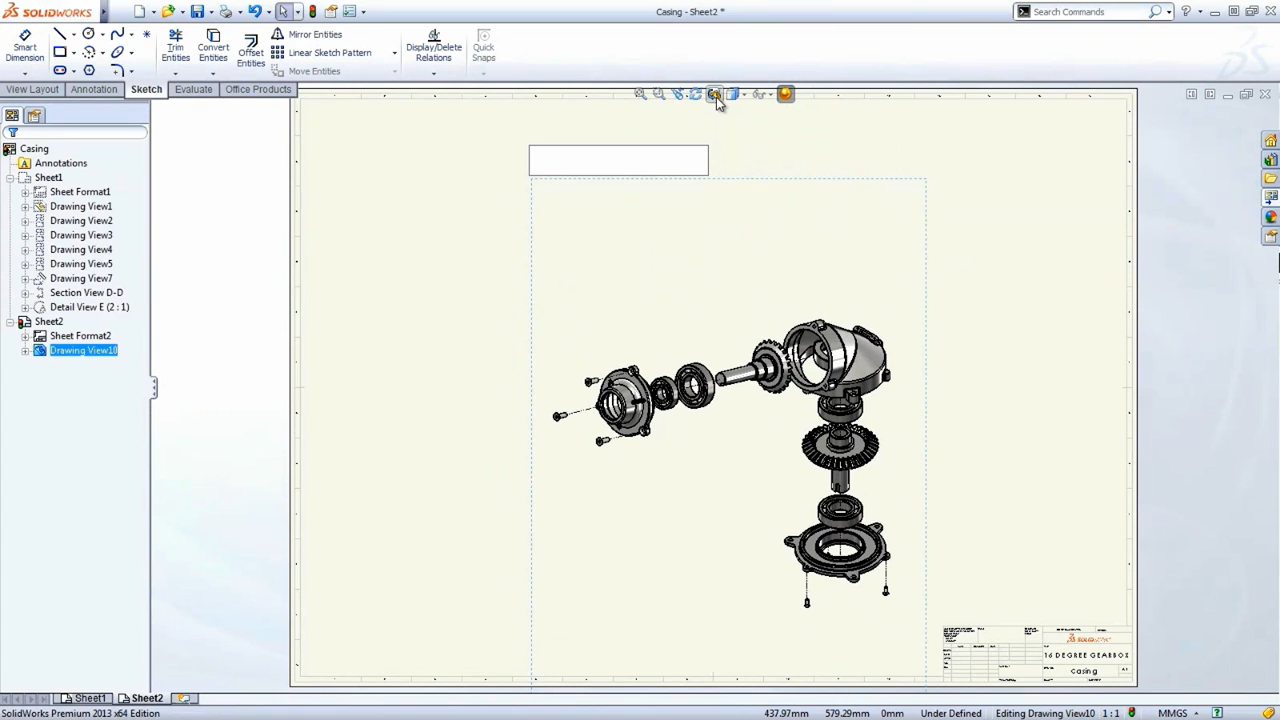 SOLIDWORKS
Casing - Sheet2 *
Search Commands
Smart Dimension
Trim Entities
Convert Entities
Offset Entities
Mirror Entities
Linear Sketch Pattern
Move Entities
Display/Delete Relations
Quick Snaps
View Layout
Annotation
Sketch
Evaluate
Office Products
Casing
Annotations
Sheet1
Sheet Format1
Drawing View1
Drawing View2
Drawing View3
Drawing View4
Drawing View5
Drawing View7
Section View D-D
Detail View E (2 : 1)
Sheet2
Sheet Format2
Drawing View10
SOLIDWORKS
16 DEGREE GEARBOX
Casing
Sheet1
Sheet2
SolidWorks Premium 2013 x64 Edition
437.97mm
579.29mm
0mm
Under Defined
Editing Drawing View10
1 : 1
MMGS